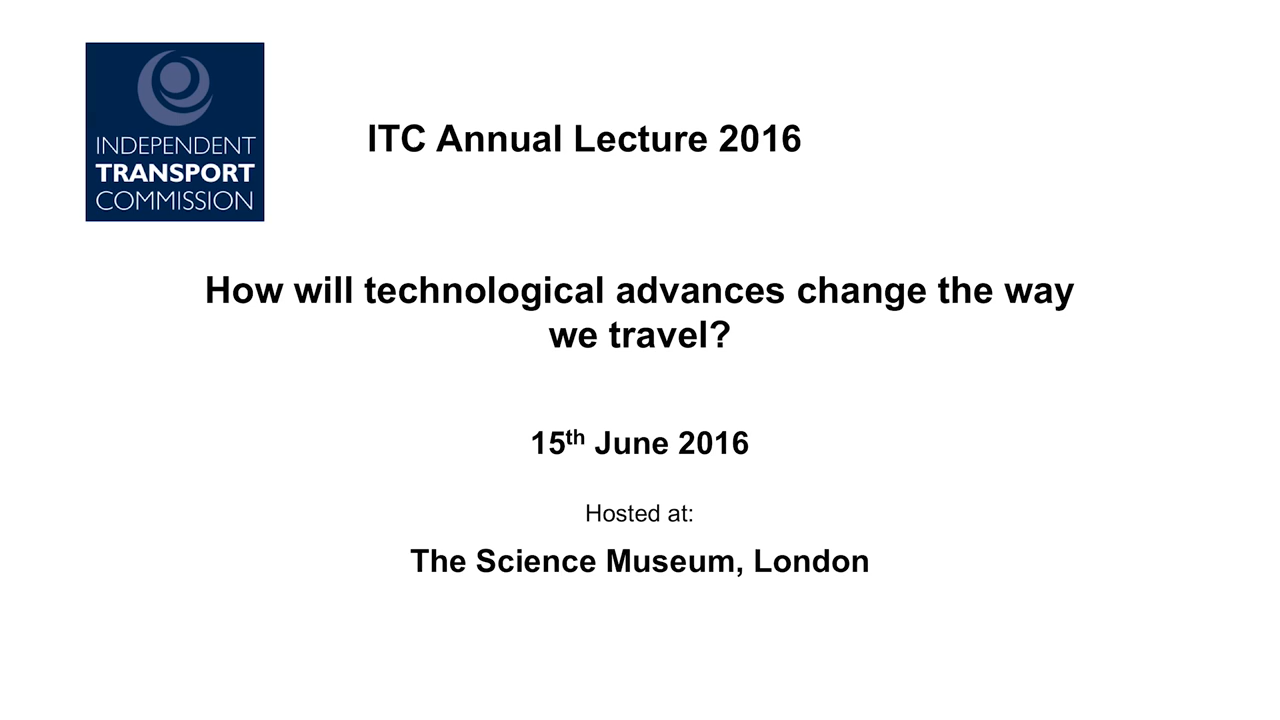 INDEPENDENT
TRANSPORT
COMMISSION
ITC Annual Lecture 2016
How will technological advances change the way
we travel?
15th June 2016
Hosted at:
The Science Museum, London